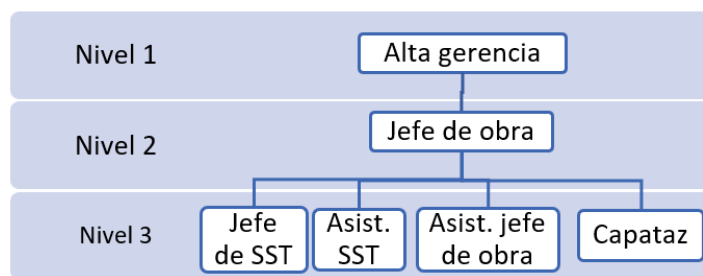 Nivel 1
Alta gerencia
Nivel 2
Jefe de obra
Nivel 3
Jefe
de SST
Asist.
SST
Asist. jefe
de obra
Capataz